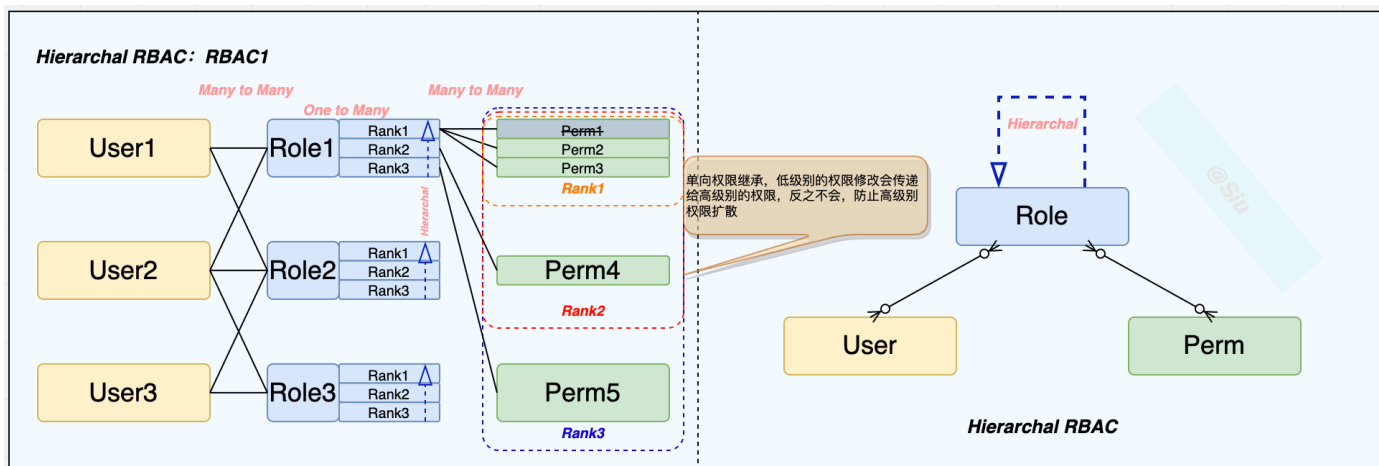 Hierarchal RBAC：RBAC1
Many to Many
One to Many
Many to Many
User1
Role1
Rank1
Rank2
Rank3
Hierarchal
Perm1
Perm2
Perm3
Rank1
User2
Role2
Rank1
Rank2
Rank3
Perm4
Rank2
User3
Role3
Rank1
Rank2
Rank3
Perm5
Rank3
单向权限继承，低级别的权限修改会传递
给高级别的权限，反之不会，防止高级别
权限扩散
Hierarchal
@Siu
Role
User
Perm
Hierarchal RBAC